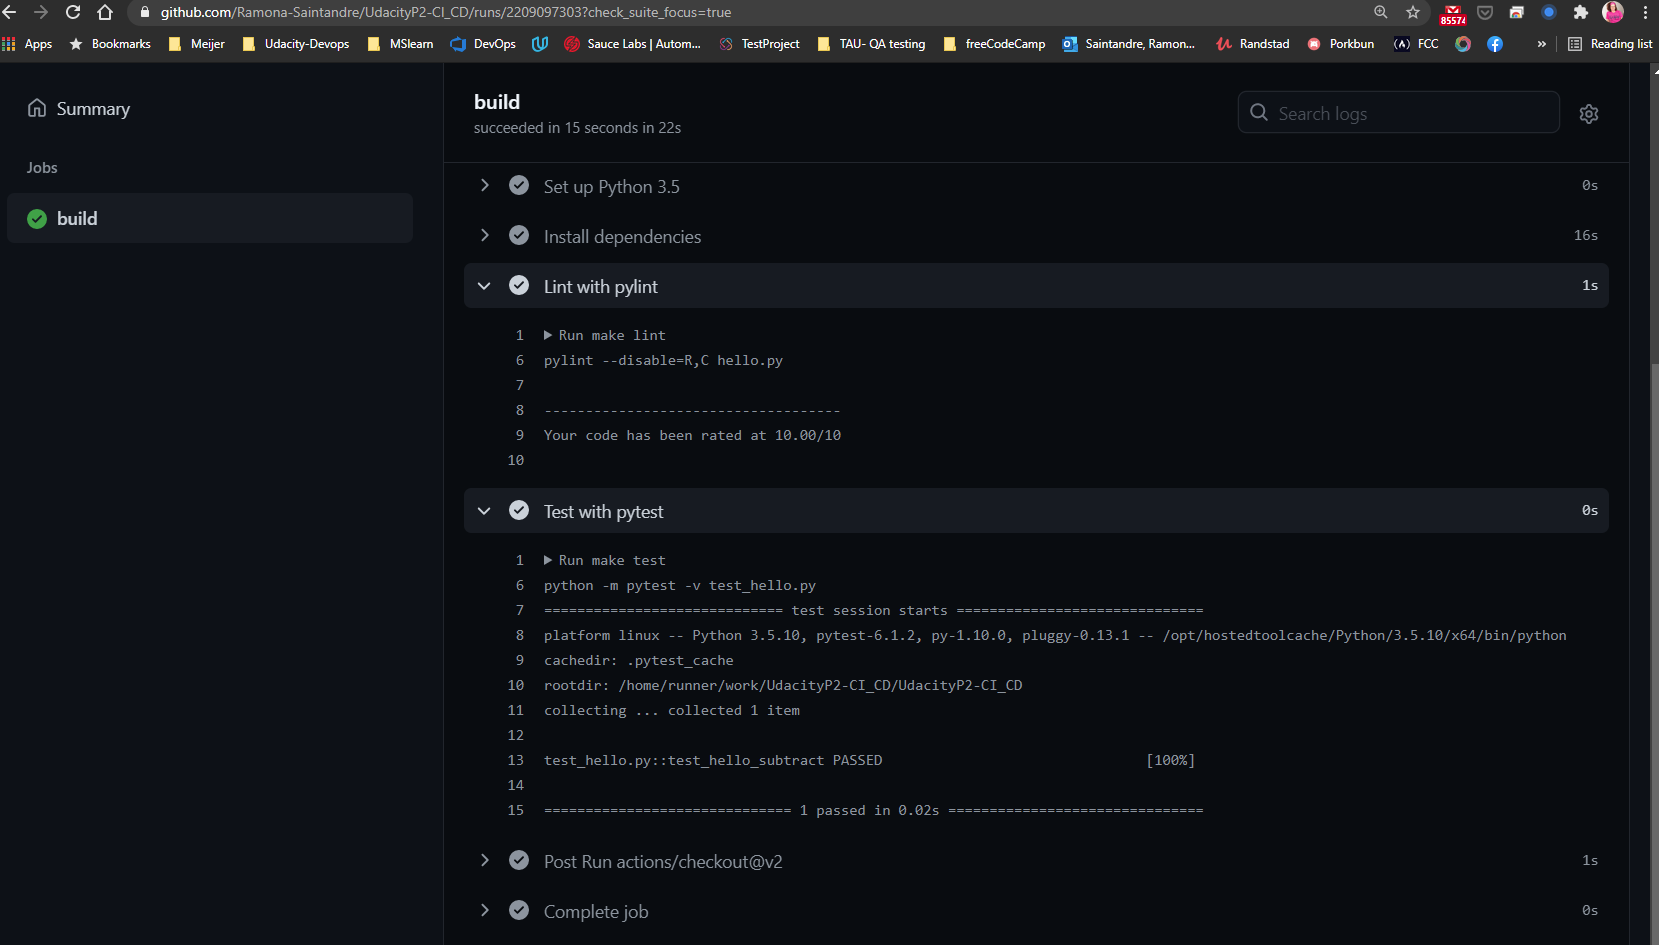 github.com/Ramona-Saintandre/UdacityP2-CI_CD/runs/2209097303?check_suite_focus=true
85574
Apps Bookmarks Meijer Udacity-Devops MSlearn DevOps Sauce Labs | Autom... TestProject TAU- QA testing freeCodeCamp Saintandre, Ramon... Randstad Porkbun (A) FCC » Reading list
Summary
Jobs
build
build
succeeded in 15 seconds in 22s
Search logs
Set up Python 3.5 0s
Install dependencies 16s
Lint with pylint 1s
1 Run make lint
6 pylint --disable=R,C hello.py
7
8 ------------------------------------
9 Your code has been rated at 10.00/10
10
Test with pytest 0s
1 Run make test
6 python -m pytest -v test_hello.py
7 ============================= test session starts ==============================
8 platform linux -- Python 3.5.10, pytest-6.1.2, py-1.10.0, pluggy-0.13.1 -- /opt/hostedtoolcache/Python/3.5.10/x64/bin/python
9 cachedir: .pytest_cache
10 rootdir: /home/runner/work/UdacityP2-CI_CD/UdacityP2-CI_CD
11 collecting ... collected 1 item
12
13 test_hello.py::test_hello_subtract PASSED [100%]
14
15 ============================== 1 passed in 0.02s ===============================
Post Run actions/checkout@v2 1s
Complete job 0s